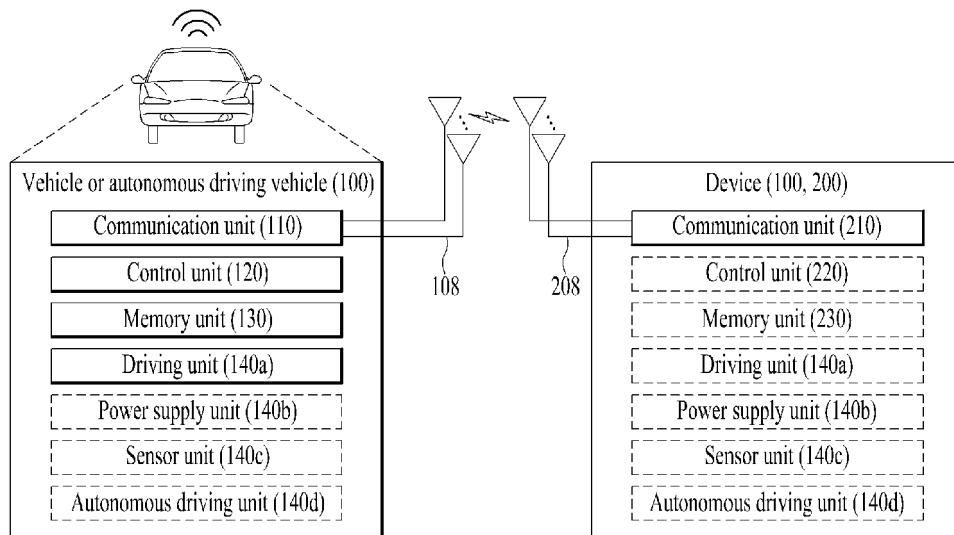 Vehicle or autonomous driving vehicle (100)
Communication unit (110)
Control unit (120)
Memory unit (130)
Driving unit (140a)
Power supply unit (140b)
Sensor unit (140c)
Autonomous driving unit (140d)
108
208
Device (100, 200)
Communication unit (210)
Control unit (220)
Memory unit (230)
Driving unit (140a)
Power supply unit (140b)
Sensor unit (140c)
Autonomous driving unit (140d)